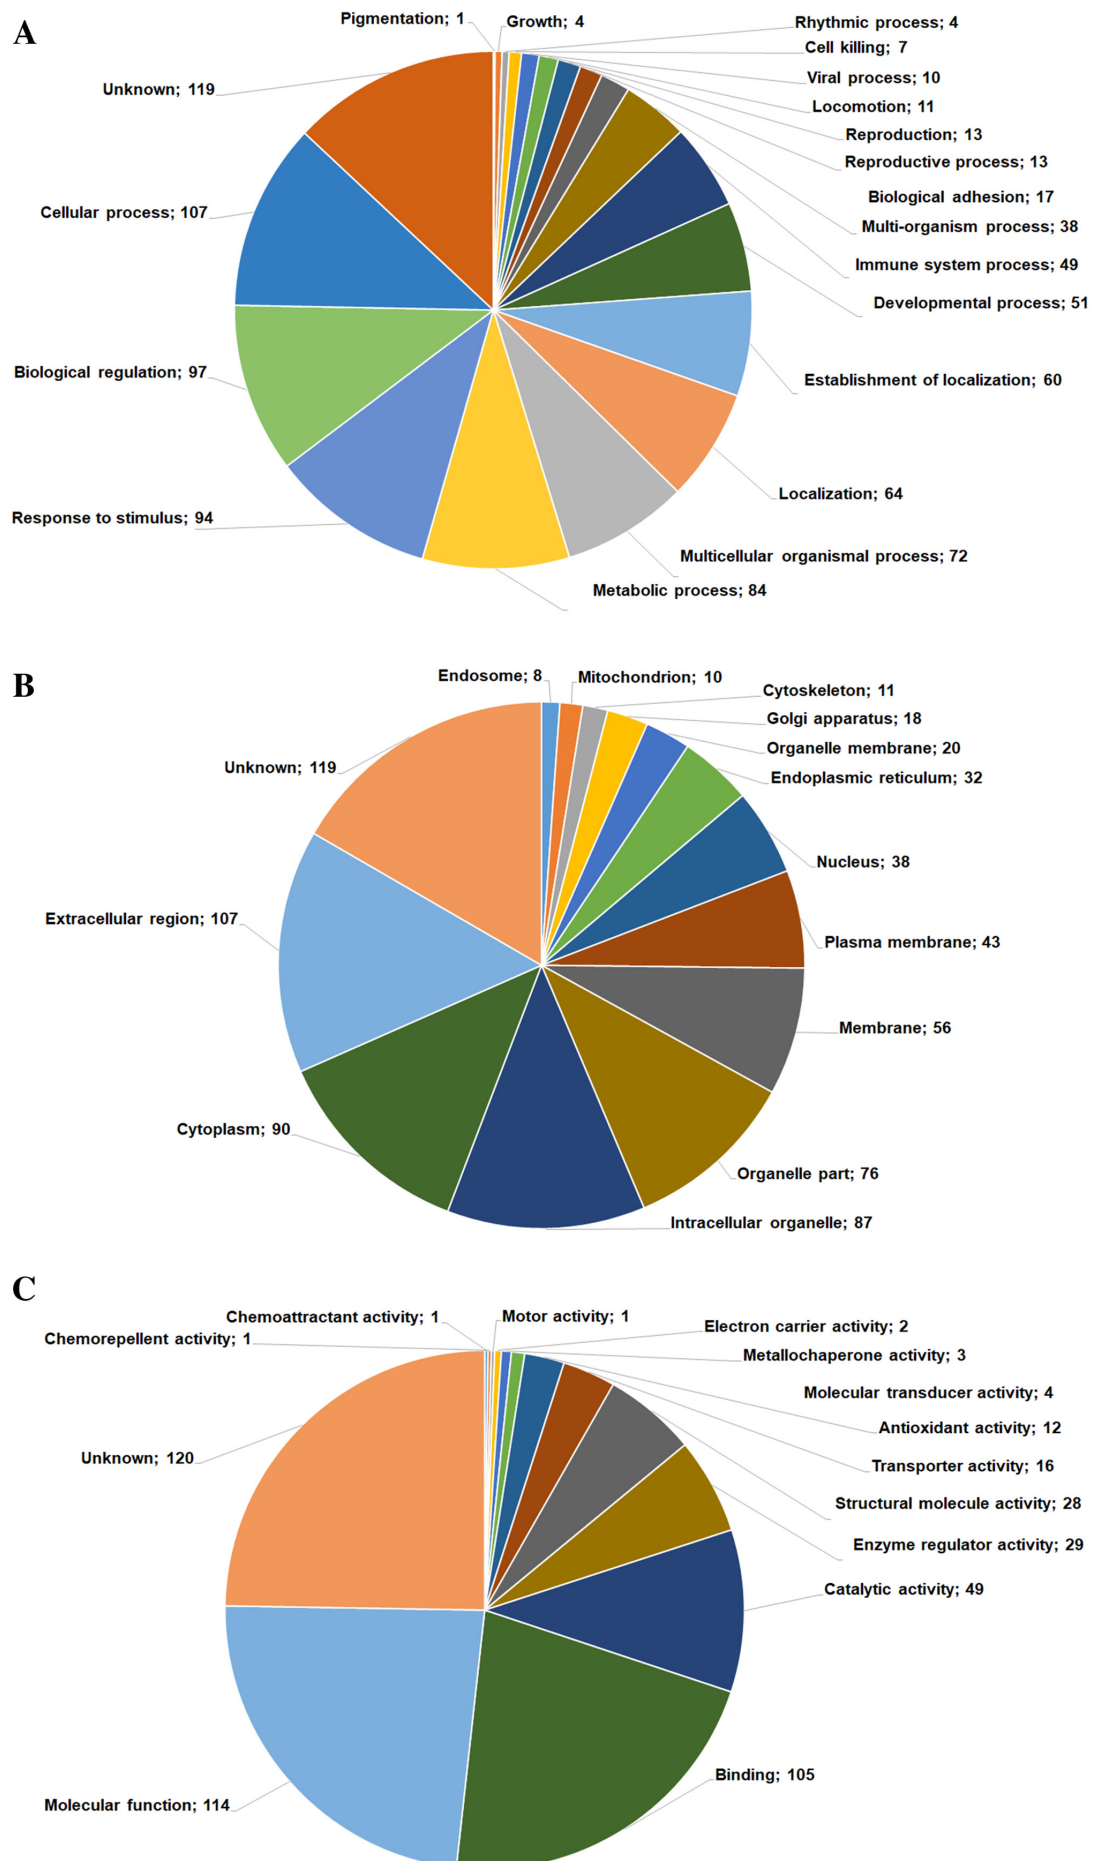 A
Pigmentation; 1
Growth; 4
Rhythmic process; 4
Cell killing; 7
Viral process; 10
Locomotion; 11
Reproduction; 13
Reproductive process; 13
Biological adhesion; 17
Multi-organism process; 38
Immune system process; 49
Developmental process; 51
Establishment of localization; 60
Localization; 64
Multicellular organismal process; 72
Metabolic process; 84
Response to stimulus; 94
Biological regulation; 97
Cellular process; 107
Unknown; 119
B
Endosome; 8
Mitochondrion; 10
Cytoskeleton; 11
Golgi apparatus; 18
Organelle membrane; 20
Endoplasmic reticulum; 32
Nucleus; 38
Plasma membrane; 43
Membrane; 56
Organelle part; 76
Intracellular organelle; 87
Cytoplasm; 90
Extracellular region; 107
Unknown; 119
C
Chemorepellent activity; 1
Chemoattractant activity; 1
Motor activity; 1
Electron carrier activity; 2
Metallochaperone activity; 3
Molecular transducer activity; 4
Antioxidant activity; 12
Transporter activity; 16
Structural molecule activity; 28
Enzyme regulator activity; 29
Catalytic activity; 49
Binding; 105
Molecular function; 114
Unknown; 120